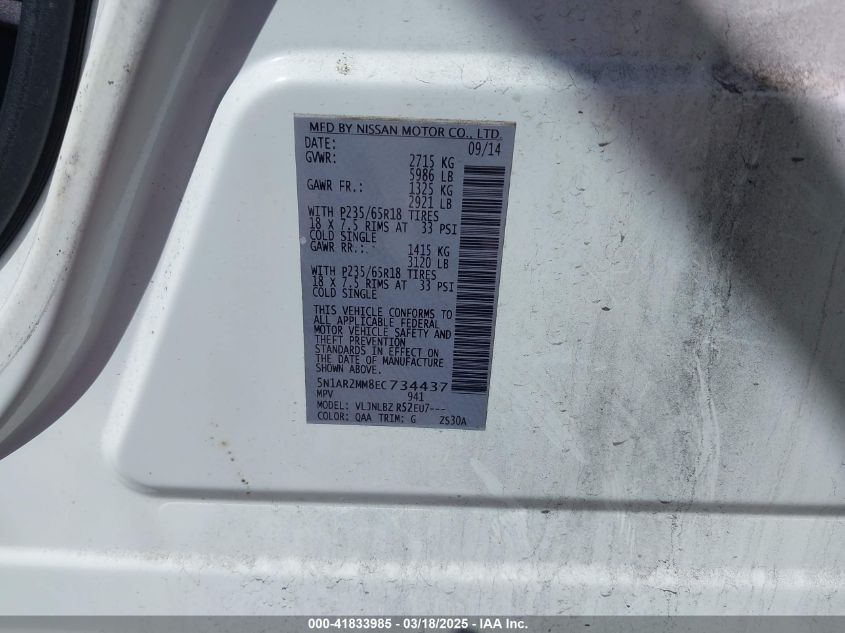 MFD BY NISSAN MOTOR CO., LTD.
DATE: 09/14
GVWR: 2715 KG
5986 LB
GAWR FR.: 1325 KG
2921 LB
WITH P235/65R18 TIRES
18 X 7.5 RIMS AT 33 PSI
COLD SINGLE
GAWR RR.: 1415 KG
3120 LB
WITH P235/65R18 TIRES
18 X 7.5 RIMS AT 33 PSI
COLD SINGLE
THIS VEHICLE CONFORMS TO
ALL APPLICABLE FEDERAL
MOTOR VEHICLE SAFETY AND
THEFT PREVENTION
STANDARDS IN EFFECT ON
THE DATE OF MANUFACTURE
SHOWN ABOVE.
5N1AR2MM8EC734437
MPV 941
MODEL: VLJNLBZ R52EU7---
COLOR: QAA TRIM: G ZS30A
000-41833985 - 03/18/2025 - IAA Inc.